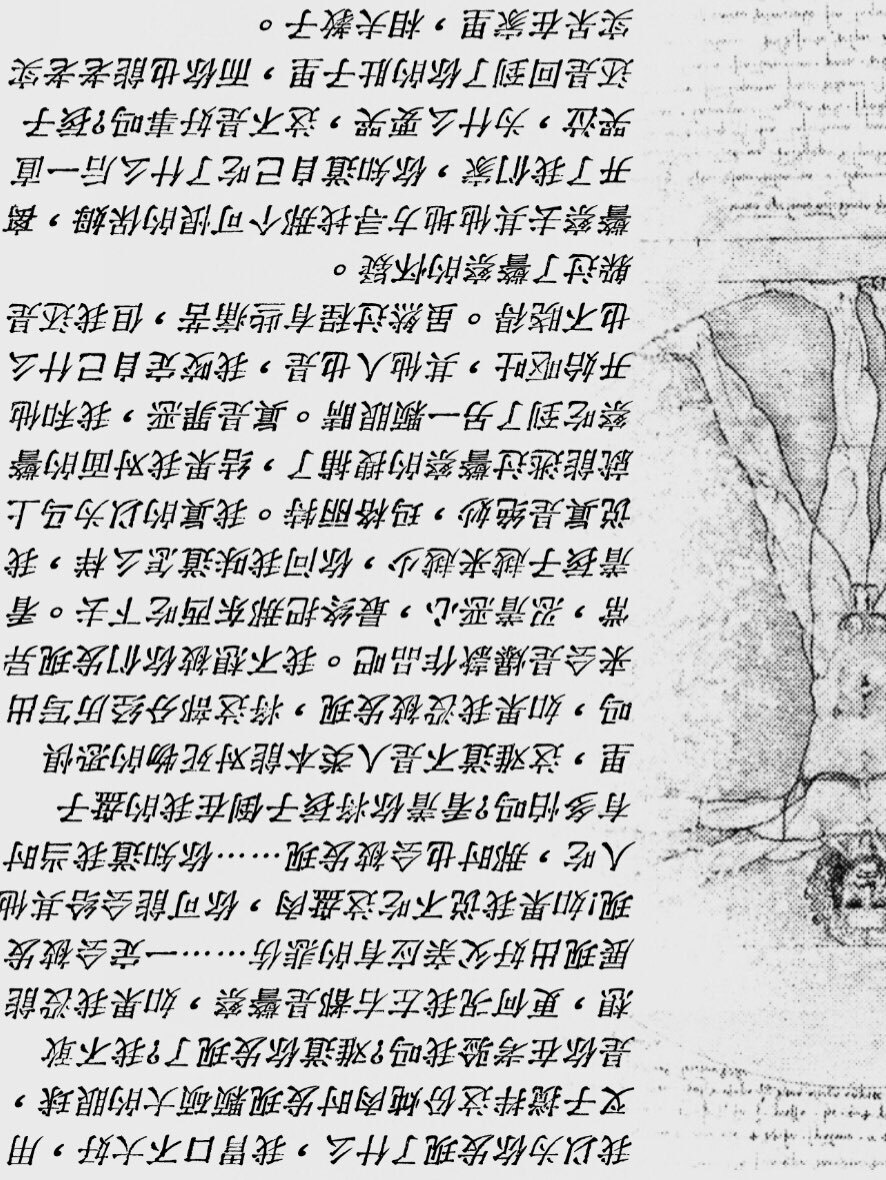 我以为你发现了什么，我胃口不大好，用
叉子搅拌这份炖肉时发现颗硕大的眼球，
是你在考验我吗?难道你发现了?我不敢
想，更何况我左右都是警察，如果我没能
展现出好父亲应有的悲伤……一定会被发
现!如果我说不吃这盘肉，你可能会给其他
人吃，那时也会被发现……你知道我当时
有多怕吗?看着你将孩子倒在我的盘子
里，这难道不是人类本能对死物的恐惧
吗，如果我没被发现，将这部分经历写出
来会是爆款作品吧。我不想被你们发现异
常，忍着恶心，最终把那东西吃下去。看
着孩子越来越少，你问我味道怎么样，我
说真是绝妙，玛格丽特。我真的以为马上
就能逃过警察的搜捕了，结果我对面的警
察吃到了另一颗眼睛。真是罪恶，我和他
开始呕吐，其他人也是，我咬定自己什么
也不晓得。虽然过程有些痛苦，但我还是
躲过了警察的怀疑。
警察去其他地方寻找那个可恨的保姆，离
开了我们家，你知道自己吃了什么后一直
哭泣，为什么要哭，这不是好事吗?孩子
还是回到了你的肚子里，而你也能老老实
实呆在家里，相夫教子。